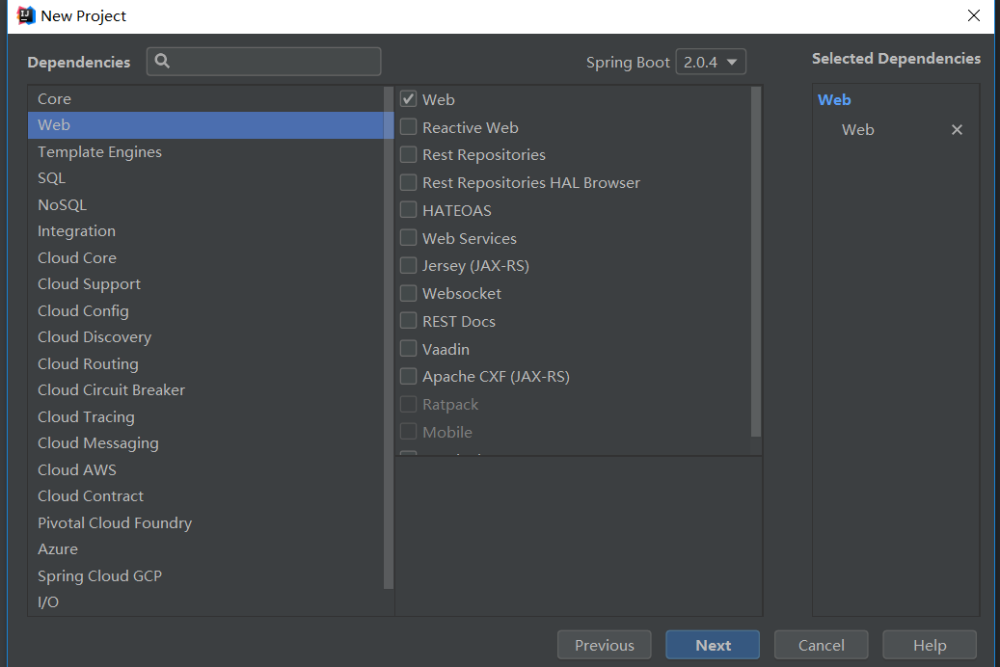 New Project
Dependencies
Spring Boot 2.0.4
Selected Dependencies
Core
Web
Template Engines
SQL
NoSQL
Integration
Cloud Core
Cloud Support
Cloud Config
Cloud Discovery
Cloud Routing
Cloud Circuit Breaker
Cloud Tracing
Cloud Messaging
Cloud AWS
Cloud Contract
Pivotal Cloud Foundry
Azure
Spring Cloud GCP
I/O
Web
Reactive Web
Rest Repositories
Rest Repositories HAL Browser
HATEOAS
Web Services
Jersey (JAX-RS)
Websocket
REST Docs
Vaadin
Apache CXF (JAX-RS)
Ratpack
Mobile
Web
Web
Previous
Next
Cancel
Help